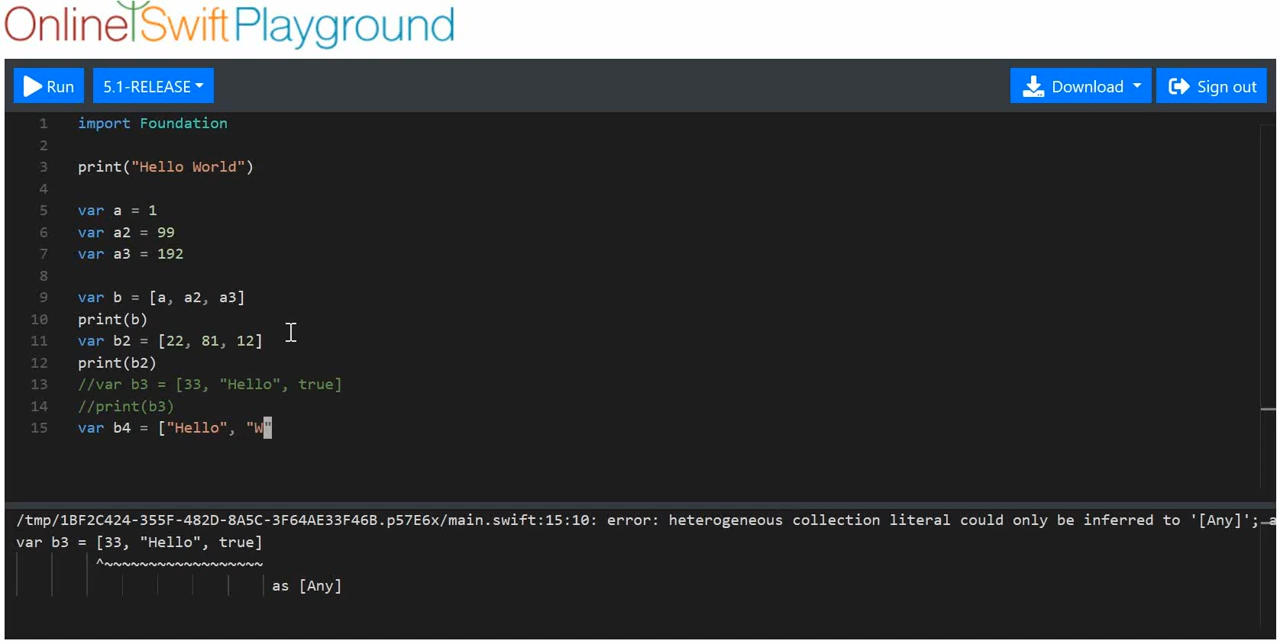 Online Swift Playground
Run 5.1-RELEASE Download Sign out
1 import Foundation
2
3 print("Hello World")
4
5 var a = 1
6 var a2 = 99
7 var a3 = 192
8
9 var b = [a, a2, a3]
10 print(b)
11 var b2 = [22, 81, 12]
12 print(b2)
13 //var b3 = [33, "Hello", true]
14 //print(b3)
15 var b4 = ["Hello", "W"
/tmp/1BF2C424-355F-482D-8A5C-3F64AE33F46B.p57E6x/main.swift:15:10: error: heterogeneous collection literal could only be inferred to '[Any]'; a
var b3 = [33, "Hello", true]
^~~~~~~~~~~~~~~~~~~
as [Any]